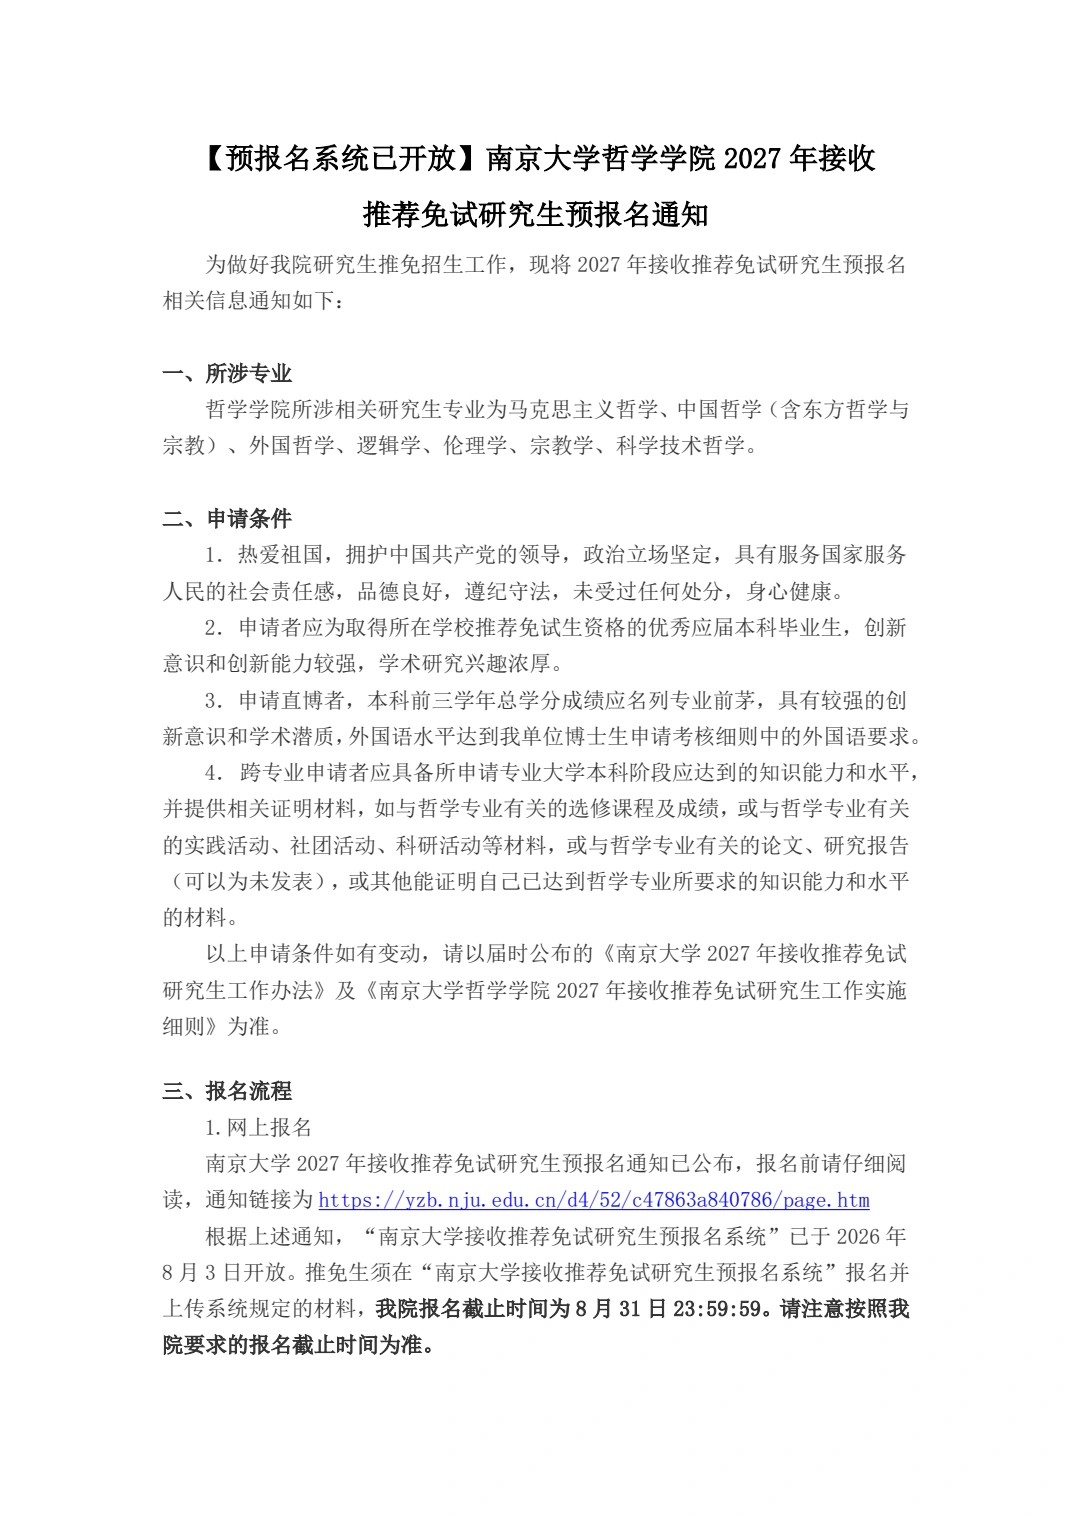 【预报名系统已开放】南京大学哲学学院 2027 年接收
推荐免试研究生预报名通知
为做好我院研究生推免招生工作，现将 2027 年接收推荐免试研究生预报名
相关信息通知如下：
一、所涉专业
哲学学院所涉相关研究生专业为马克思主义哲学、中国哲学（含东方哲学与
宗教）、外国哲学、逻辑学、伦理学、宗教学、科学技术哲学。
二、申请条件
1．热爱祖国，拥护中国共产党的领导，政治立场坚定，具有服务国家服务
人民的社会责任感，品德良好，遵纪守法，未受过任何处分，身心健康。
2．申请者应为取得所在学校推荐免试生资格的优秀应届本科毕业生，创新
意识和创新能力较强，学术研究兴趣浓厚。
3．申请直博者，本科前三学年总学分成绩应名列专业前茅，具有较强的创
新意识和学术潜质，外国语水平达到我单位博士生申请考核细则中的外国语要求。
4． 跨专业申请者应具备所申请专业大学本科阶段应达到的知识能力和水平，
并提供相关证明材料，如与哲学专业有关的选修课程及成绩，或与哲学专业有关
的实践活动、社团活动、科研活动等材料，或与哲学专业有关的论文、研究报告
（可以为未发表），或其他能证明自己已达到哲学专业所要求的知识能力和水平
的材料。
以上申请条件如有变动，请以届时公布的《南京大学 2027 年接收推荐免试
研究生工作办法》及《南京大学哲学学院 2027 年接收推荐免试研究生工作实施
细则》为准。
三、报名流程
1.网上报名
南京大学 2027 年接收推荐免试研究生预报名通知已公布，报名前请仔细阅
读，通知链接为 https://yzb.nju.edu.cn/d4/52/c47863a840786/page.htm
根据上述通知，“南京大学接收推荐免试研究生预报名系统”已于 2026 年
8 月 3 日开放。推免生须在“南京大学接收推荐免试研究生预报名系统”报名并
上传系统规定的材料，我院报名截止时间为 8 月 31 日 23:59:59。请注意按照我
院要求的报名截止时间为准。